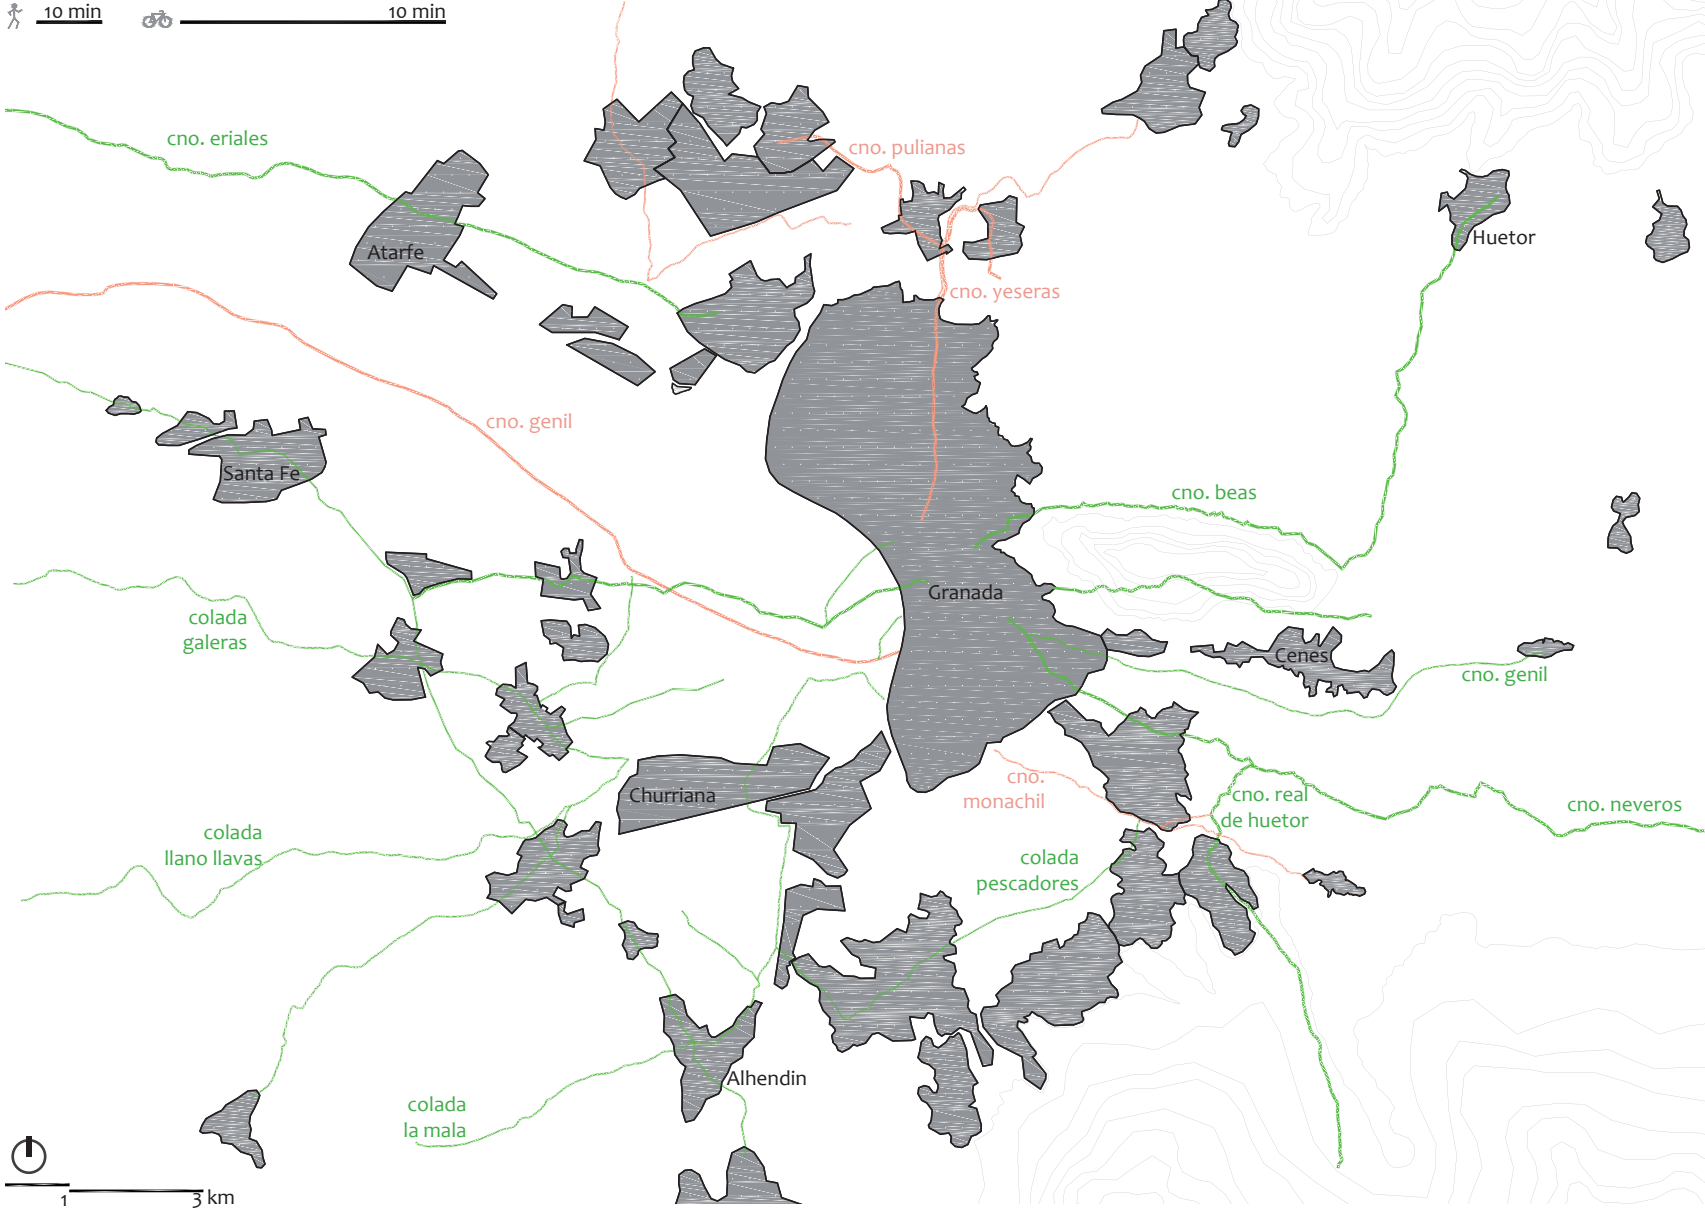 10 min
10 min
cno. eriales
cno. pulianas
Atarfe
Huetor
cno. yeseras
cno. genil
Santa Fe
cno. beas
Granada
colada
galeras
Cenes
cno. genil
cno.
monachil
Churriana
cno. real
de huetor
cno. neveros
colada
llano llavas
colada
pescadores
Alhendin
colada
la mala
1
3 km